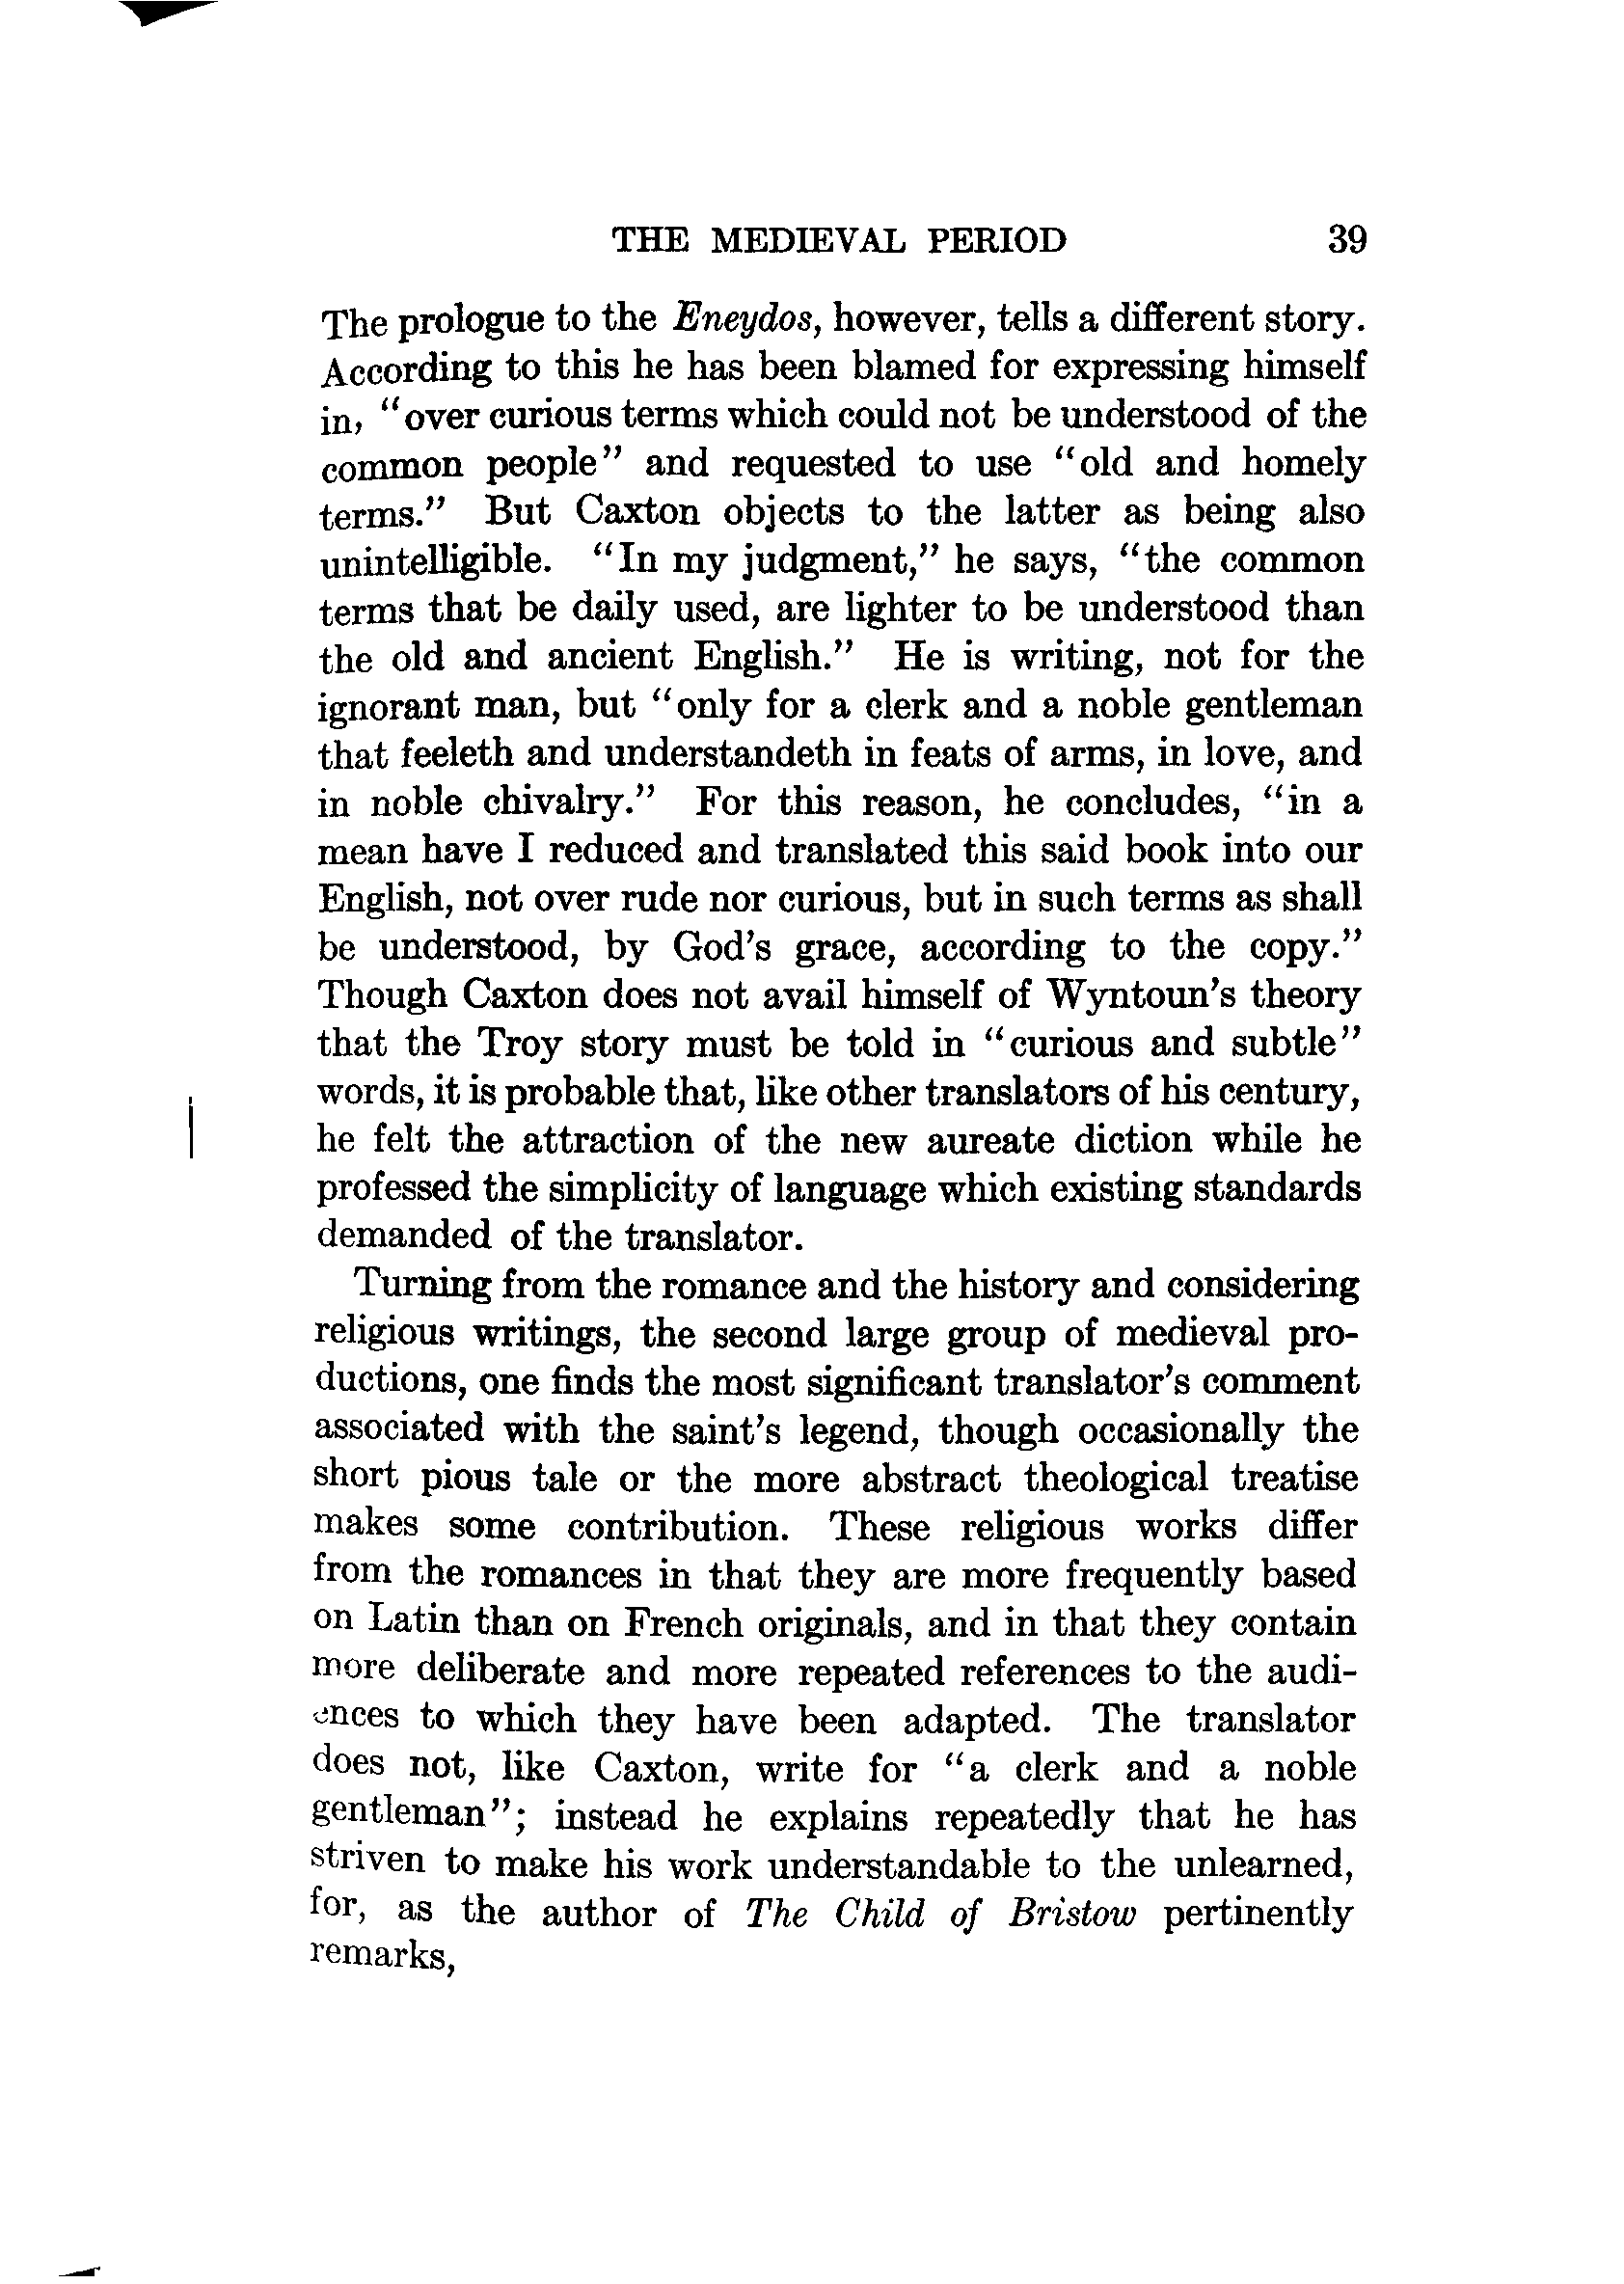 THE MEDIEVAL PERIOD 39
The prologue to the Eneydos, however, tells a different story.
According to this he has been blamed for expressing himself
in, “over curious terms which could not be understood of the
common people” and requested to use “old and homely
terms.” But Caxton objects to the latter as being also
unintelligible. “In my judgment,” he says, “the common
terms that be daily used, are lighter to be understood than
the old and ancient English.” He is writing, not for the
ignorant man, but “only for a clerk and a noble gentleman
that feeleth and understandeth in feats of arms, in love, and
in noble chivalry.” For this reason, he concludes, “in a
mean have I reduced and translated this said book into our
English, not over rude nor curious, but in such terms as shall
be understood, by God’s grace, according to the copy.”
Though Caxton does not avail himself of Wyntoun’s theory
that the Troy story must be told in “curious and subtle”
words, it is probable that, like other translators of his century,
he felt the attraction of the new aureate diction while he
professed the simplicity of language which existing standards
demanded of the translator.
Turning from the romance and the history and considering
religious writings, the second large group of medieval pro-
ductions, one finds the most significant translator’s comment
associated with the saint’s legend, though occasionally the
short pious tale or the more abstract theological treatise
makes some contribution. These religious works differ
from the romances in that they are more frequently based
on Latin than on French originals, and in that they contain
more deliberate and more repeated references to the audi-
ences to which they have been adapted. The translator
does not, like Caxton, write for “a clerk and a noble
gentleman”; instead he explains repeatedly that he has
striven to make his work understandable to the unlearned,
for, as the author of The Child of Bristow pertinently
remarks,